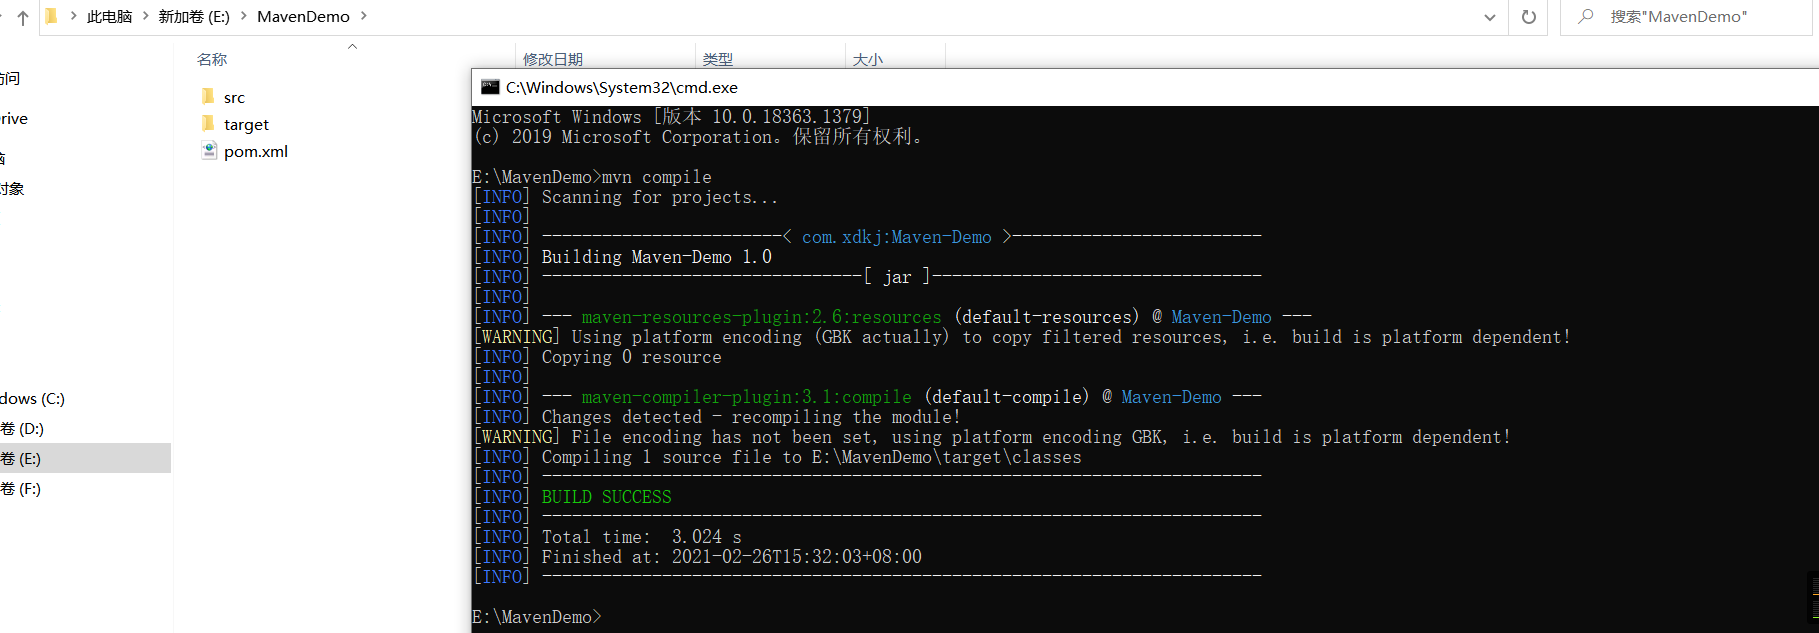 此电脑 新加卷 (E:) MavenDemo
搜索"MavenDemo"
名称 修改日期 类型 大小
访问
rive
脑
对象
dows (C:)
卷 (D:)
卷 (E:)
卷 (F:)
src
target
pom.xml
C:\Windows\System32\cmd.exe
Microsoft Windows [版本 10.0.18363.1379]
(c) 2019 Microsoft Corporation。保留所有权利。
E:\MavenDemo>mvn compile
[INFO] Scanning for projects...
[INFO]
[INFO] ------------------------< com.xdkj:Maven-Demo >-------------------------
[INFO] Building Maven-Demo 1.0
[INFO] --------------------------------[ jar ]---------------------------------
[INFO]
[INFO] --- maven-resources-plugin:2.6:resources (default-resources) @ Maven-Demo ---
[WARNING] Using platform encoding (GBK actually) to copy filtered resources, i.e. build is platform dependent!
[INFO] Copying 0 resource
[INFO]
[INFO] --- maven-compiler-plugin:3.1:compile (default-compile) @ Maven-Demo ---
[INFO] Changes detected - recompiling the module!
[WARNING] File encoding has not been set, using platform encoding GBK, i.e. build is platform dependent!
[INFO] Compiling 1 source file to E:\MavenDemo\target\classes
[INFO] ------------------------------------------------------------------------
[INFO] BUILD SUCCESS
[INFO] ------------------------------------------------------------------------
[INFO] Total time:  3.024 s
[INFO] Finished at: 2021-02-26T15:32:03+08:00
[INFO] ------------------------------------------------------------------------
E:\MavenDemo>